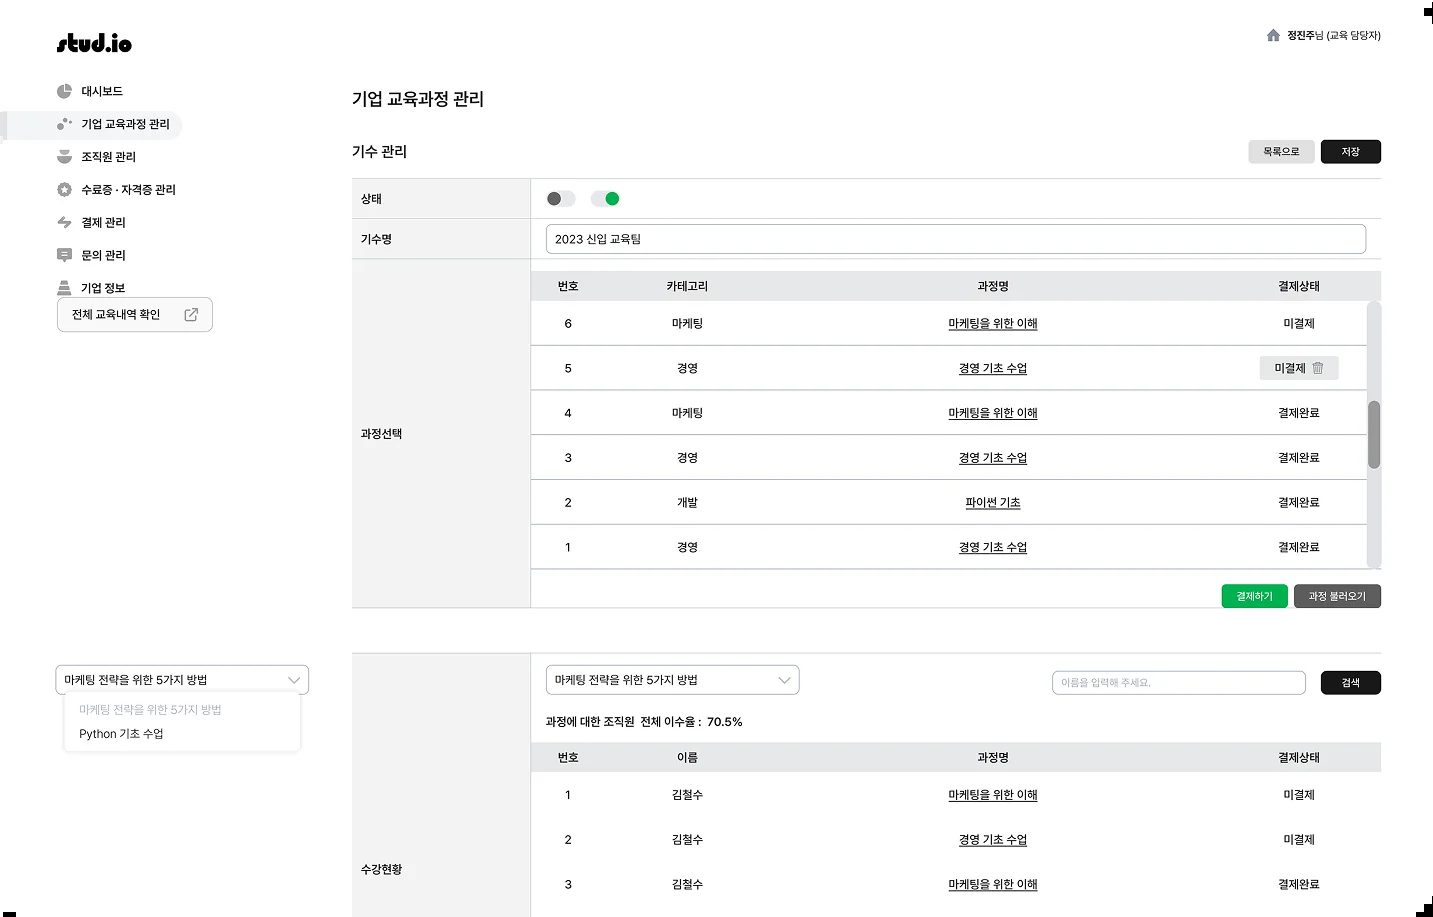 stud.io
정진주님 (교육 담당자)
대시보드
기업 교육과정 관리
조직원 관리
수료증 · 자격증 관리
결제 관리
문의 관리
기업 정보
전체 교육내역 확인
기업 교육과정 관리
기수 관리
목록으로
저장
상태
기수명
2023 신입 교육팀
과정선택
번호 카테고리 과정명 결제상태
6 마케팅 마케팅을 위한 이해 미결제
5 경영 경영 기초 수업 미결제
4 마케팅 마케팅을 위한 이해 결제완료
3 경영 경영 기초 수업 결제완료
2 개발 파이썬 기초 결제완료
1 경영 경영 기초 수업 결제완료
결제하기
과정 불러오기
마케팅 전략을 위한 5가지 방법
마케팅 전략을 위한 5가지 방법
Python 기초 수업
수강현황
마케팅 전략을 위한 5가지 방법
이름을 입력해 주세요.
검색
과정에 대한 조직원 전체 이수율 : 70.5%
번호 이름 과정명 결제상태
1 김철수 마케팅을 위한 이해 미결제
2 김철수 경영 기초 수업 미결제
3 김철수 마케팅을 위한 이해 결제완료